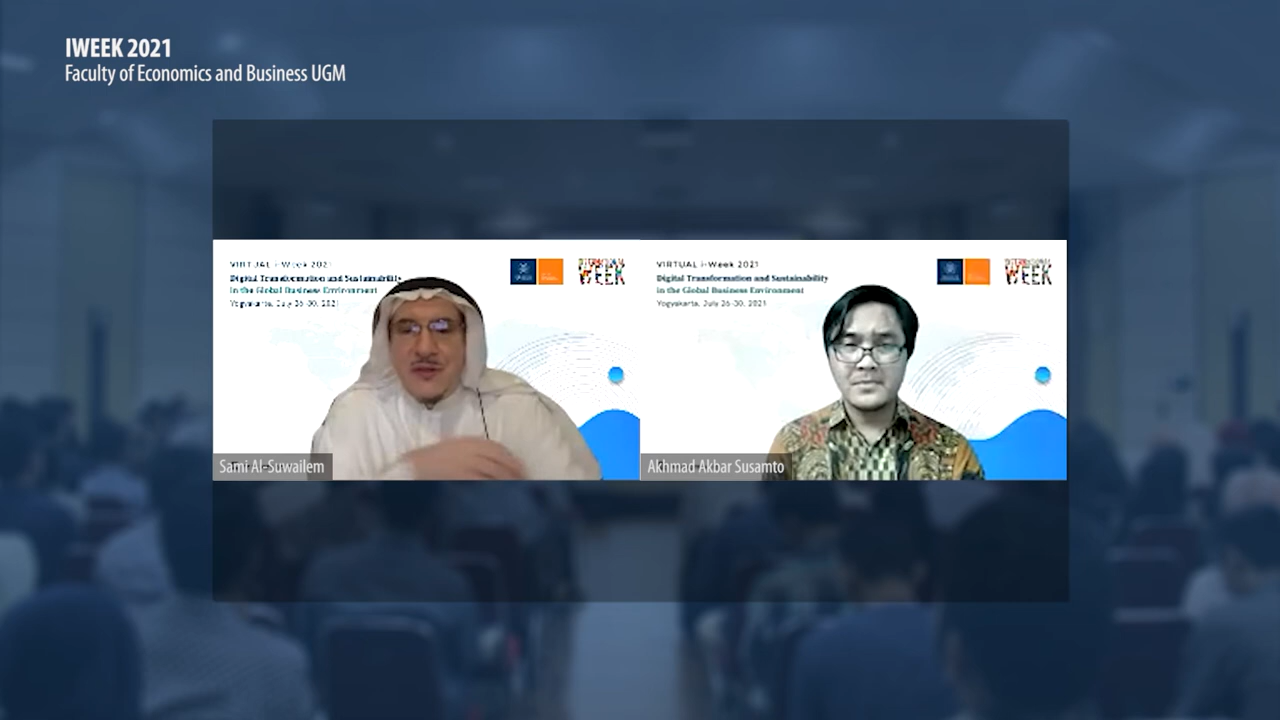 IWEEK 2021
Faculty of Economics and Business UGM
VIRTUAL i-Week 2021
Digital Transformation and Sustainability
in the Global Business Environment
Yogyakarta, July 26-30, 2021
INTERNATIONAL
WEEK
VIRTUAL i-Week 2021
Digital Transformation and Sustainability
in the Global Business Environment
Yogyakarta, July 26-30, 2021
INTERNATIONAL
WEEK
Sami Al-Suwailem
Akhmad Akbar Susamto